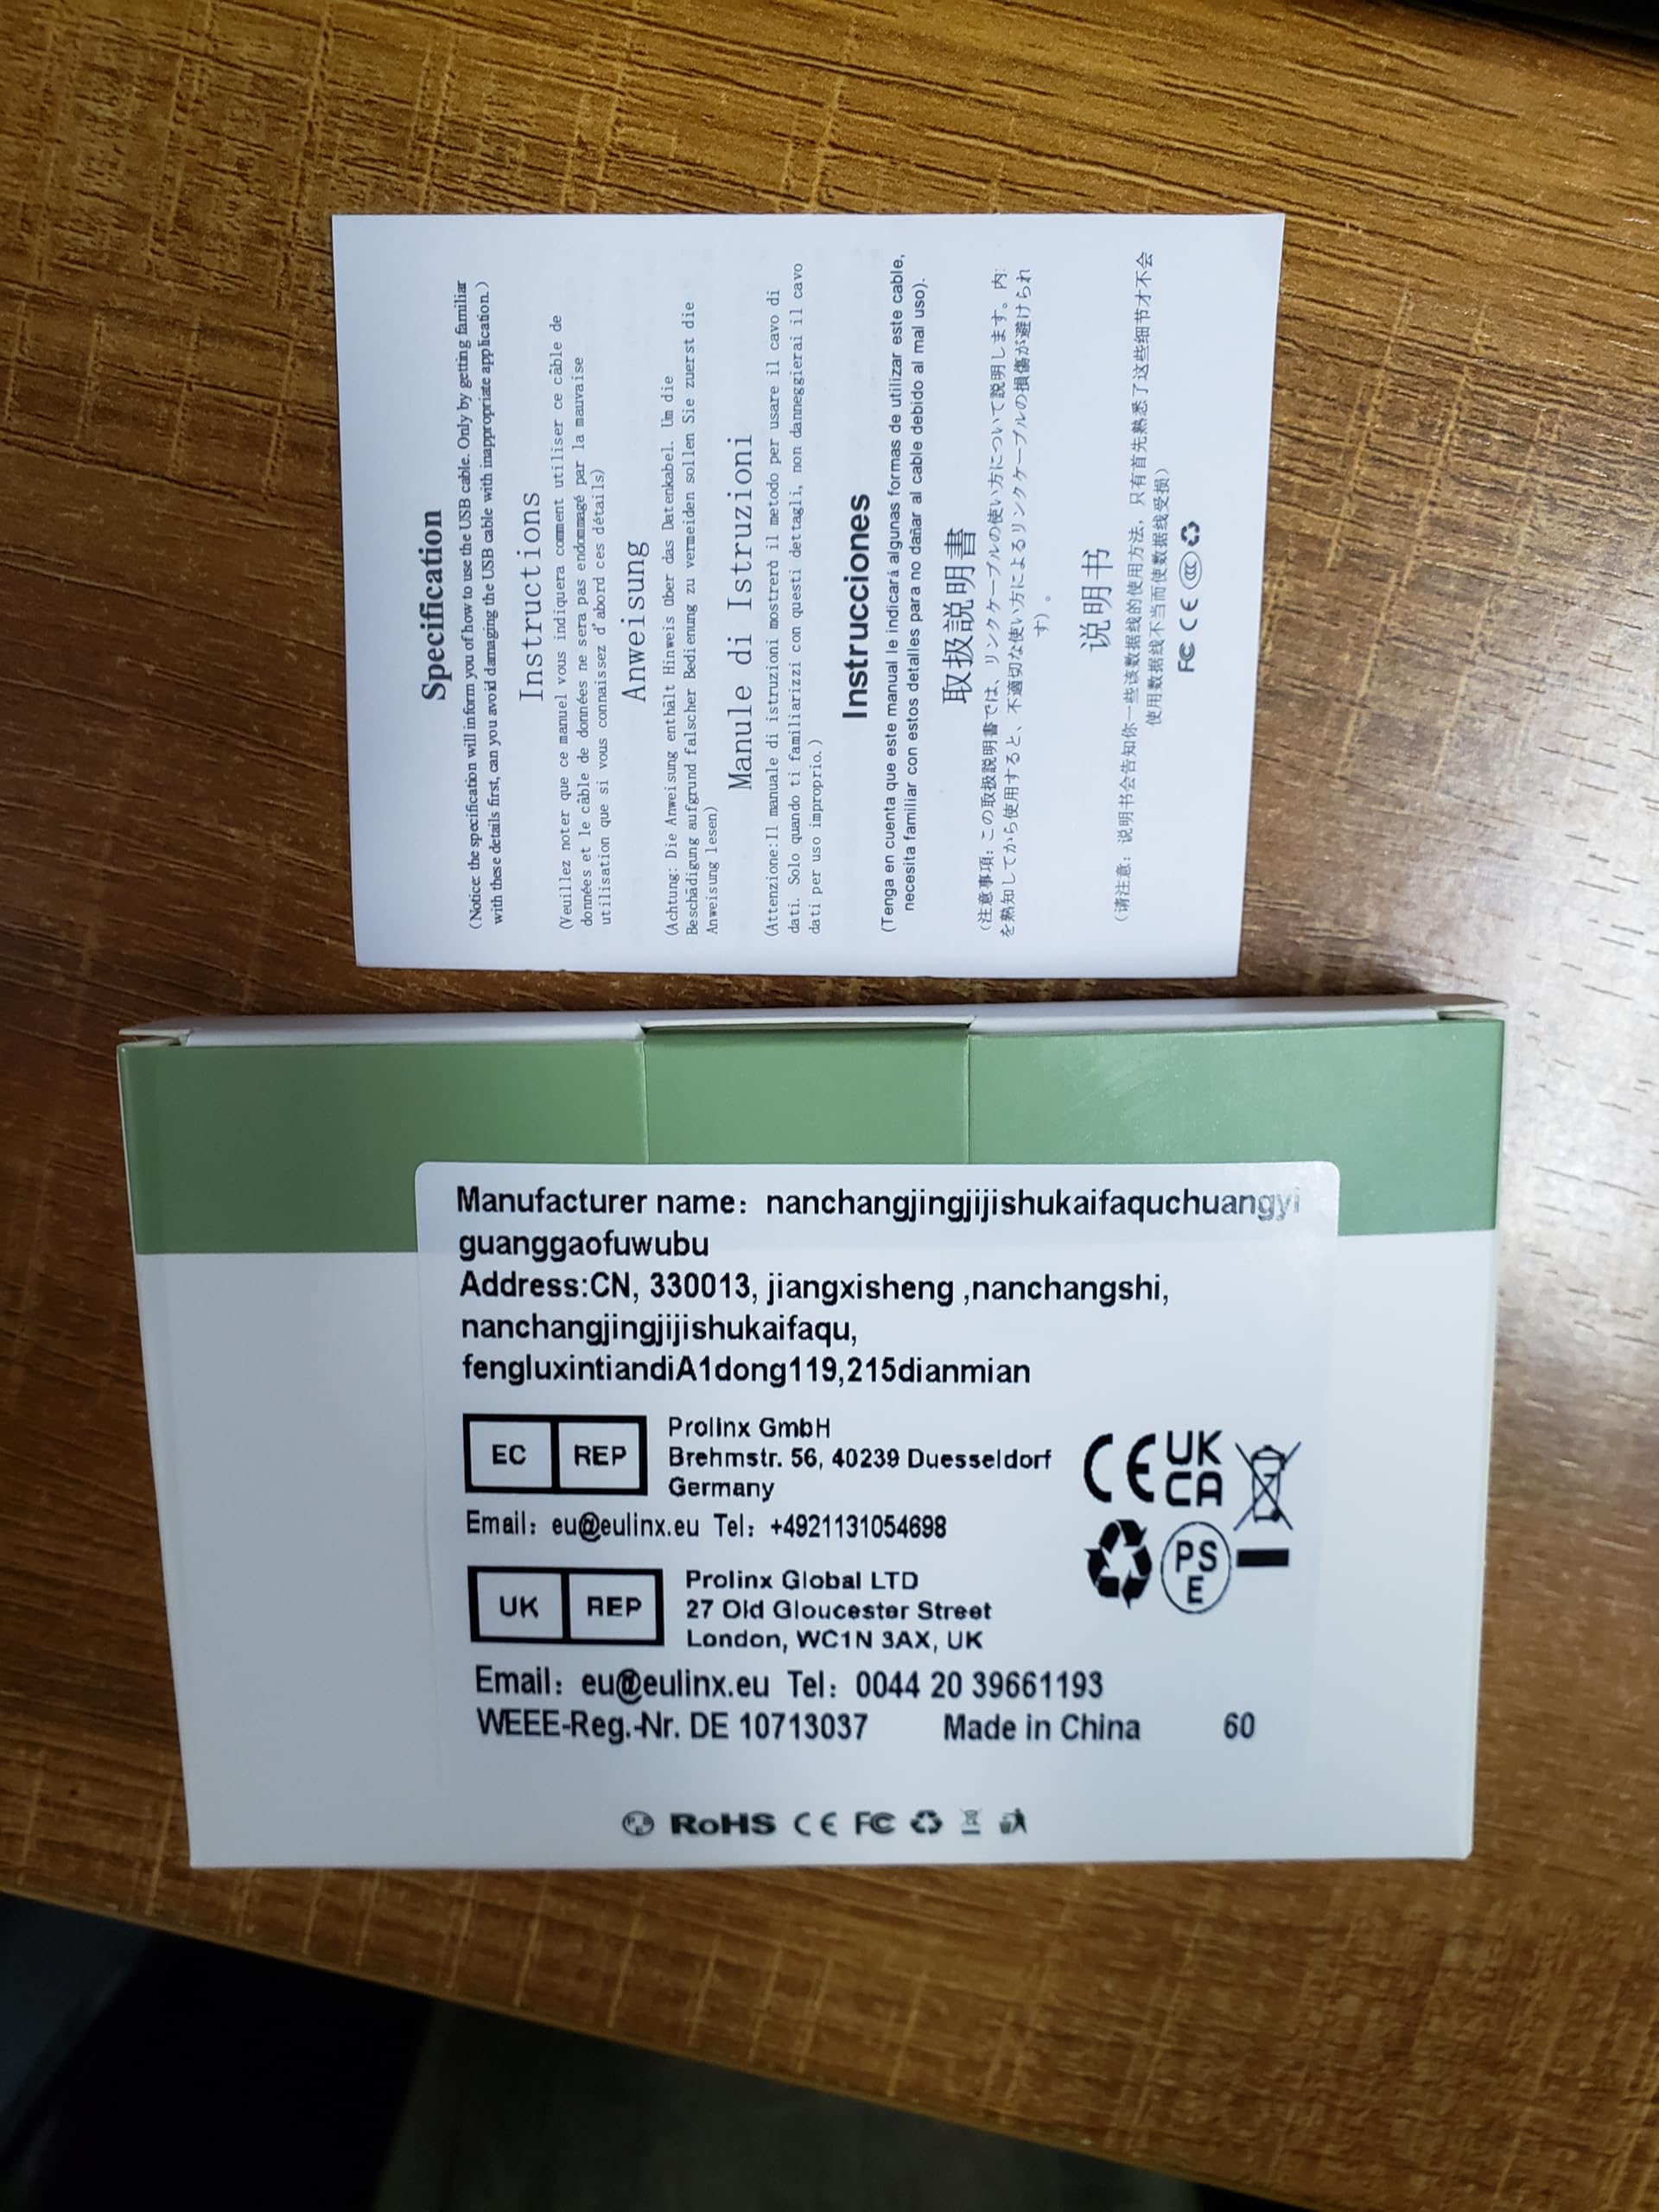 Specification
(Notice: the specification will inform you of how to use the USB cable. Only by getting familiar
with these details first, can you avoid damaging the USB cable with inappropriate application.)
Instructions
(Veuillez noter que ce manuel vous indiquera comment utiliser ce câble de
données et le câble de données ne sera pas endommagé par la mauvaise
utilisation que si vous connaisez d'abord ces détails)
Anweisung
(Achtung: Die Anweisung enthält Hinweis über das Datenkabel. Um die
Beschädigung aufgrund falscher Bedienung zu vermeiden sollen Sie zuerst die
Anweisung lesen)
Manule di Istruzioni
(Attenzione:Il manuale di istruzioni mostrerà il metodo per usare il cavo di
dati. Solo quando ti familiarizzi con questi dettagli, non danneggierai il cavo
dati per uso improprio.)
Instrucciones
(Tenga en cuenta que este manual le indicará algunas formas de utilizar este cable,
necesita familiar con estos detalles para no dañar al cable debido al mal uso).
取扱説明書
(注意事項: この取扱説明書では、リンクケーブルの使い方について説明します。内:
を熟知してから使用すると、不適切な使い方によるリンクケーブルの損傷が避けられ
す)。
说明书
(请注意: 说明书会告知你一些该数据线的使用方法, 只有首先熟悉了这些细节才不会
使用数据线不当而使数据线受损)
FC CE CCC
Manufacturer name: nanchangjingjijishukaifaquchuangyi
guanggaofuwubu
Address:CN, 330013, jiangxisheng ,nanchangshi,
nanchangjingjijishukaifaqu,
fengluxintiandiA1dong119,215dianmian
EC REP
Prolinx GmbH
Brehmstr. 56, 40239 Duesseldorf
Germany
Email: eu@eulinx.eu Tel: +4921131054698
CE UK
CA
PS
E
UK REP
Prolinx Global LTD
27 Old Gloucester Street
London, WC1N 3AX, UK
Email: eu@eulinx.eu Tel: 0044 20 39661193
WEEE-Reg.-Nr. DE 10713037 Made in China 60
RoHS CE FC